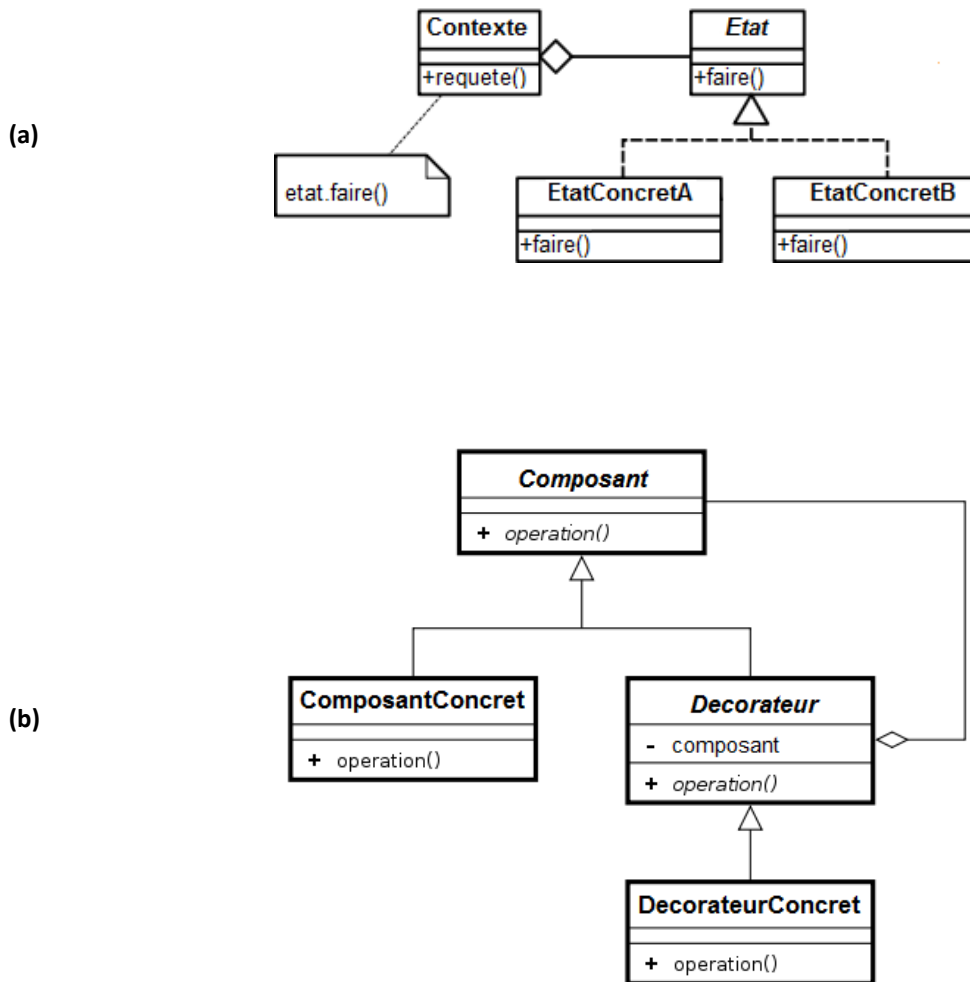 (a)
Contexte
+requete()
Etat
+faire()
etat.faire()
EtatConcretA
+faire()
EtatConcretB
+faire()
(b)
Composant
+ operation()
ComposantConcret
+ operation()
Decorateur
- composant
+ operation()
DecorateurConcret
+ operation()